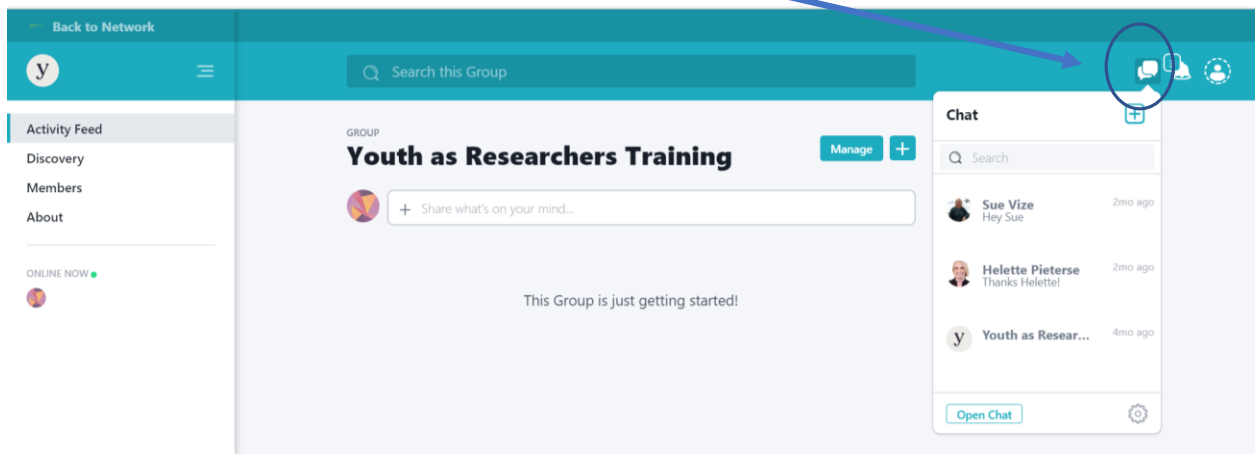 Back to Network
y
Search this Group
Activity Feed
Discovery
Members
About
ONLINE NOW
GROUP
Youth as Researchers Training
Manage
Share what's on your mind...
This Group is just getting started!
Chat
Search
Sue Vize 2mo ago
Hey Sue
Helette Pieterse 2mo ago
Thanks Helette!
y Youth as Resear... 4mo ago
Open Chat